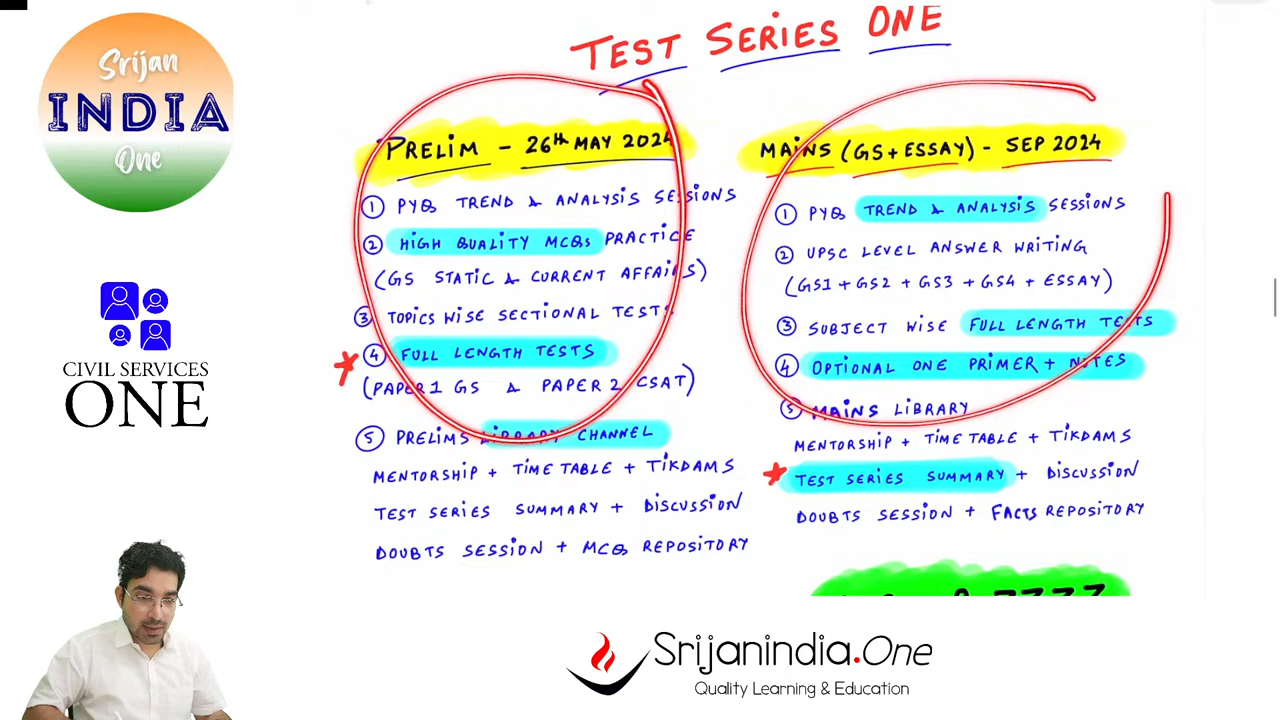 Srijan
INDIA
One
CIVIL SERVICES
ONE
TEST SERIES ONE
PRELIM - 26th MAY 2024
① PYQs TREND & ANALYSIS SESSIONS
② HIGH QUALITY MCQs PRACTICE
(GS STATIC & CURRENT AFFAIRS)
③ TOPICS WISE SECTIONAL TESTS
④ FULL LENGTH TESTS
(PAPER 1 GS & PAPER 2 CSAT)
⑤ PRELIMS LIBRARY CHANNEL
MENTORSHIP + TIME TABLE + TIKDAMS
TEST SERIES SUMMARY + DISCUSSION
DOUBTS SESSION + MCQs REPOSITORY
MAINS (GS+ESSAY) - SEP 2024
① PYQs TREND & ANALYSIS SESSIONS
② UPSC LEVEL ANSWER WRITING
(GS1 + GS2 + GS3 + GS4 + ESSAY)
③ SUBJECT WISE FULL LENGTH TESTS
④ OPTIONAL ONE PRIMER + NOTES
⑤ MAINS LIBRARY
MENTORSHIP + TIME TABLE + TIKDAMS
TEST SERIES SUMMARY + DISCUSSION
DOUBTS SESSION + FACTS REPOSITORY
Srijanindia.One
Quality Learning & Education